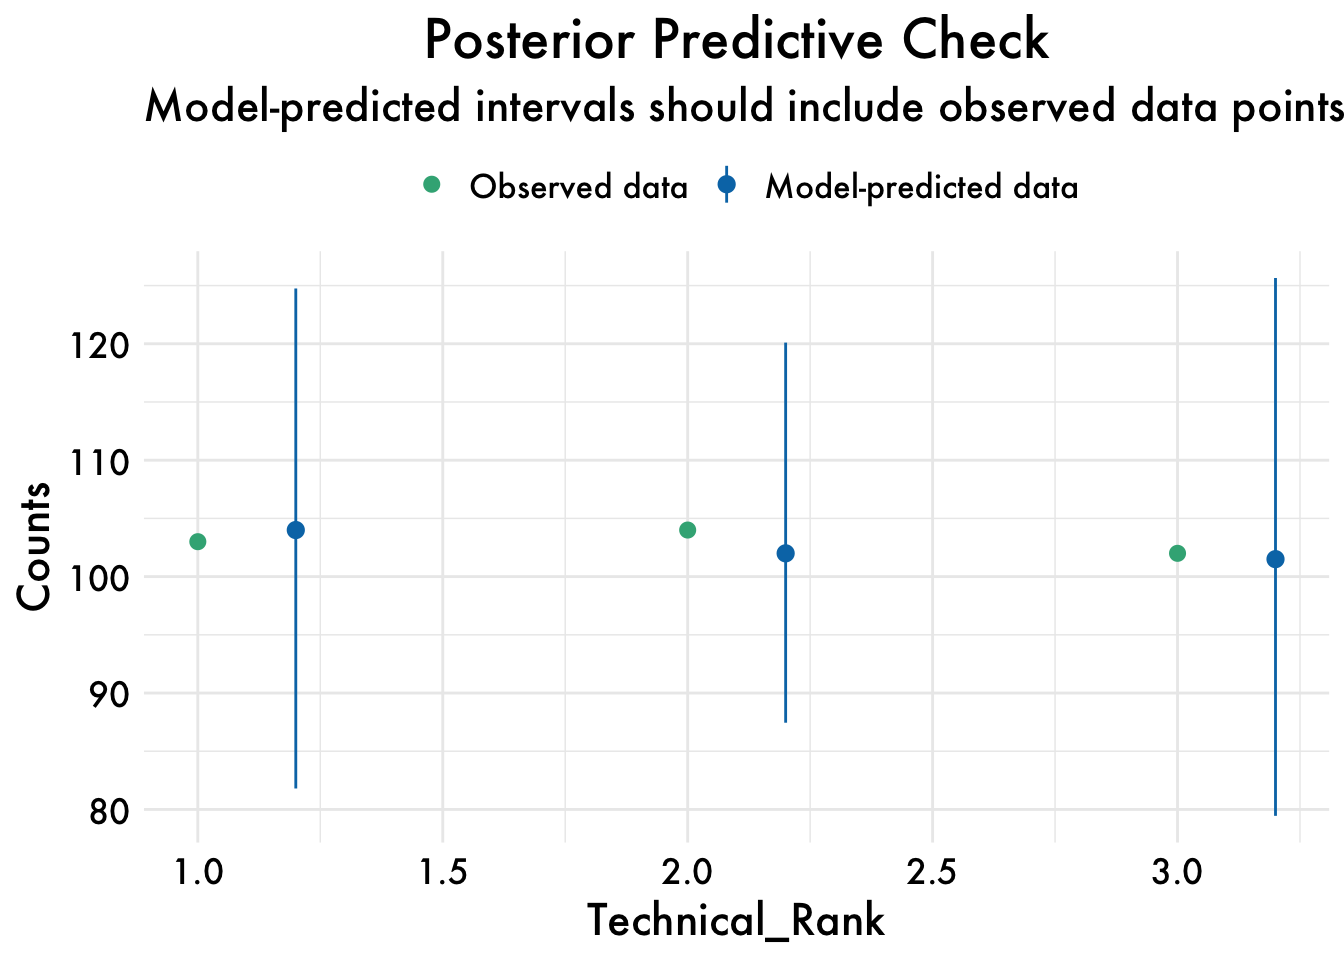 Posterior Predictive Check
Model-predicted intervals should include observed data points
Observed data Model-predicted data
Counts
120
110
100
90
80
1.0 1.5 2.0 2.5 3.0
Technical_Rank